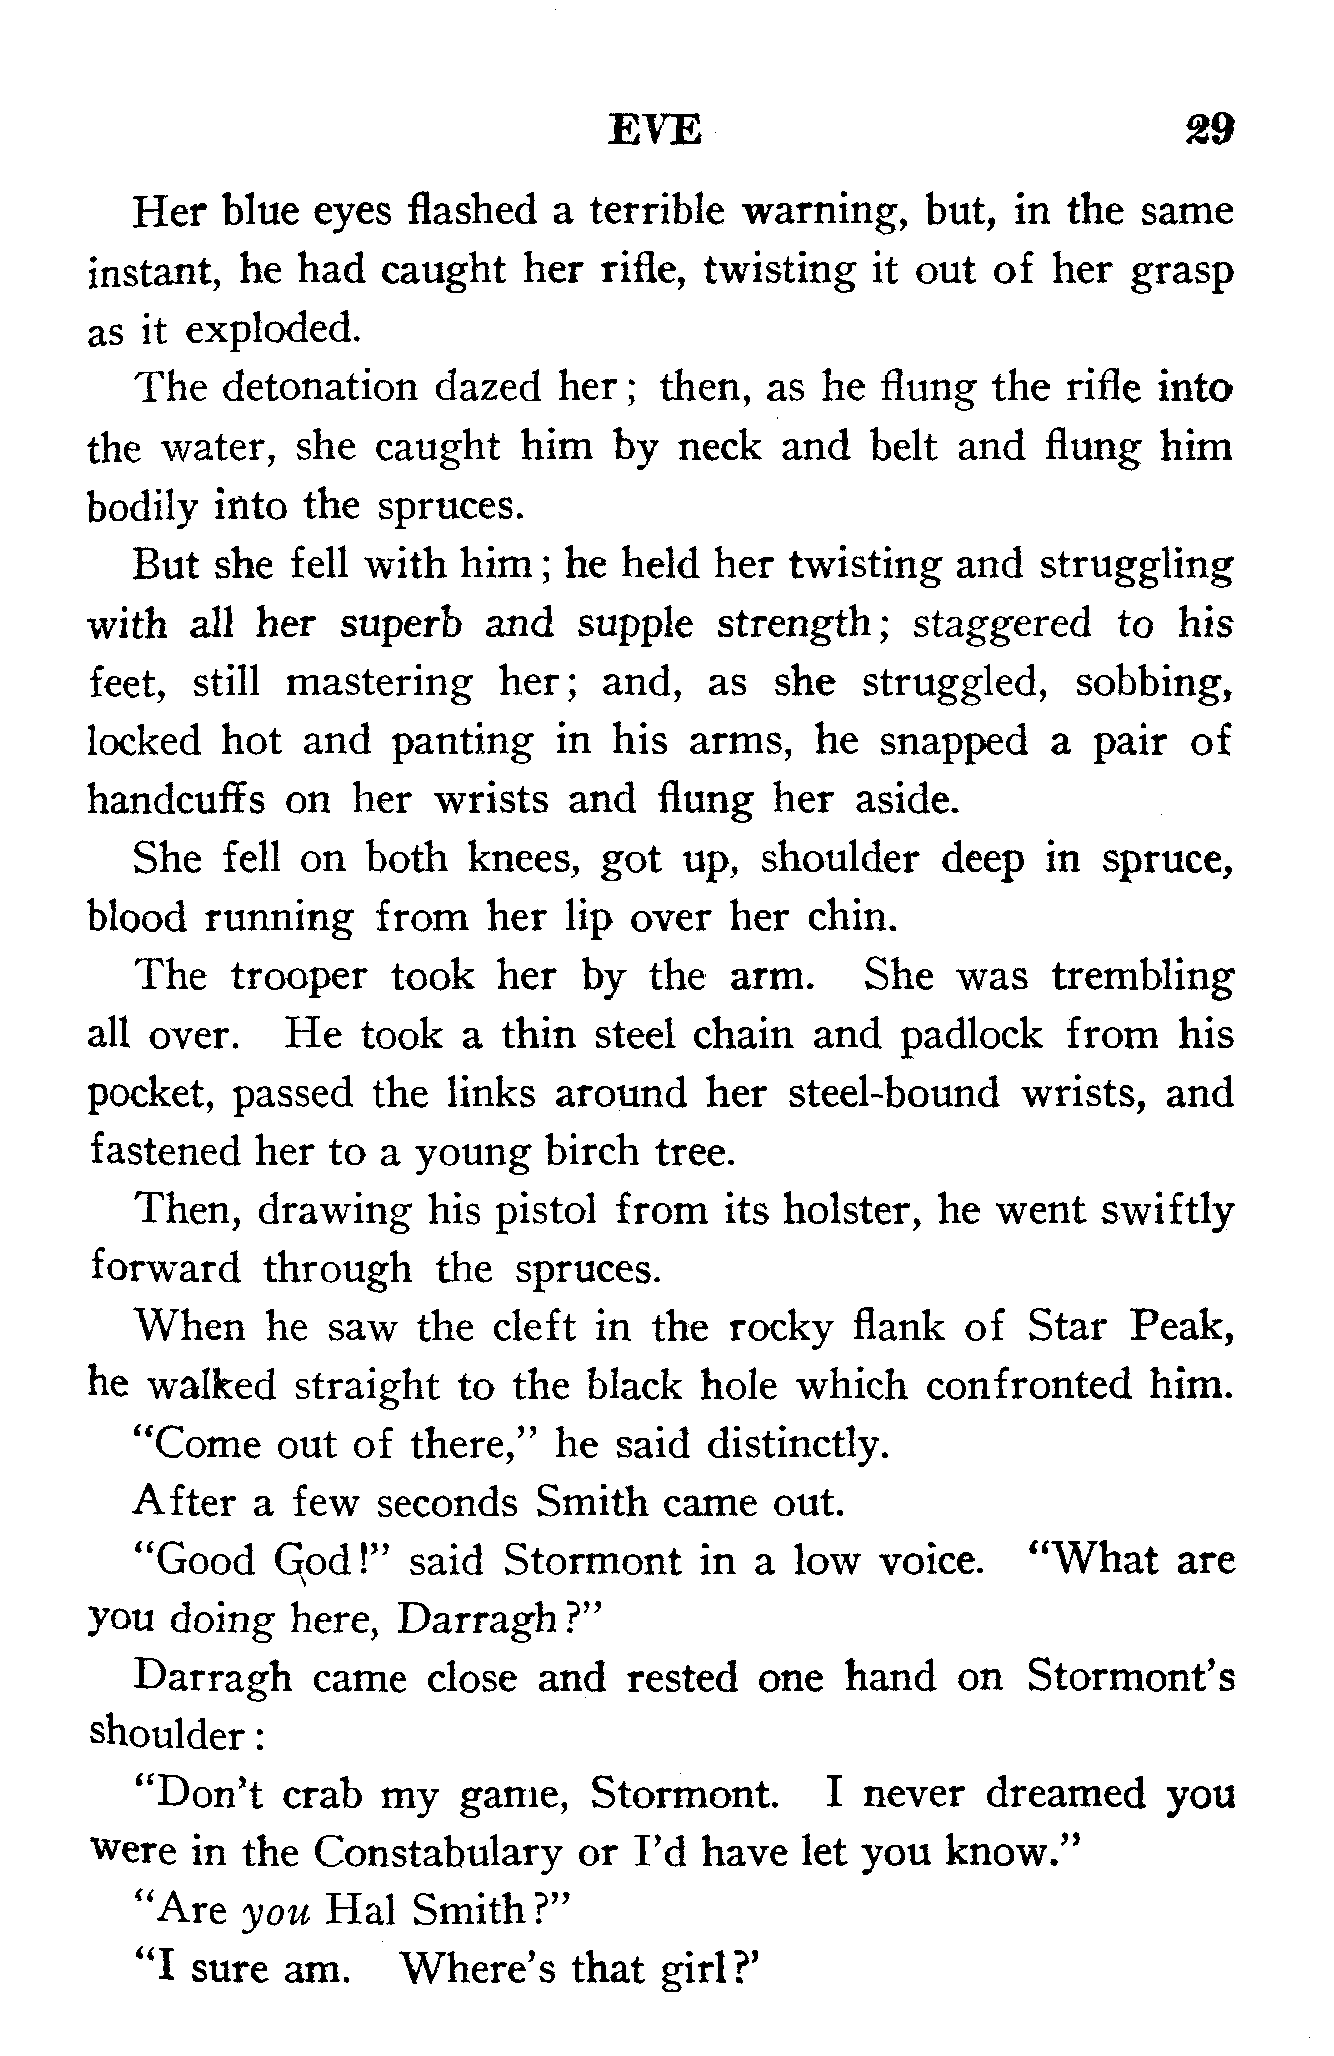 EVE 29
Her blue eyes flashed a terrible warning, but, in the same
instant, he had caught her rifle, twisting it out of her grasp
as it exploded.
The detonation dazed her; then, as he flung the rifle into
the water, she caught him by neck and belt and flung him
bodily into the spruces.
But she fell with him; he held her twisting and struggling
with all her superb and supple strength; staggered to his
feet, still mastering her; and, as she struggled, sobbing,
locked hot and panting in his arms, he snapped a pair of
handcuffs on her wrists and flung her aside.
She fell on both knees, got up, shoulder deep in spruce,
blood running from her lip over her chin.
The trooper took her by the arm. She was trembling
all over. He took a thin steel chain and padlock from his
pocket, passed the links around her steel-bound wrists, and
fastened her to a young birch tree.
Then, drawing his pistol from its holster, he went swiftly
forward through the spruces.
When he saw the cleft in the rocky flank of Star Peak,
he walked straight to the black hole which confronted him.
“Come out of there,” he said distinctly.
After a few seconds Smith came out.
“Good God!” said Stormont in a low voice. “What are
you doing here, Darragh?”
Darragh came close and rested one hand on Stormont’s
shoulder:
“Don’t crab my game, Stormont. I never dreamed you
were in the Constabulary or I’d have let you know.”
“Are you Hal Smith?”
“I sure am. Where’s that girl?’